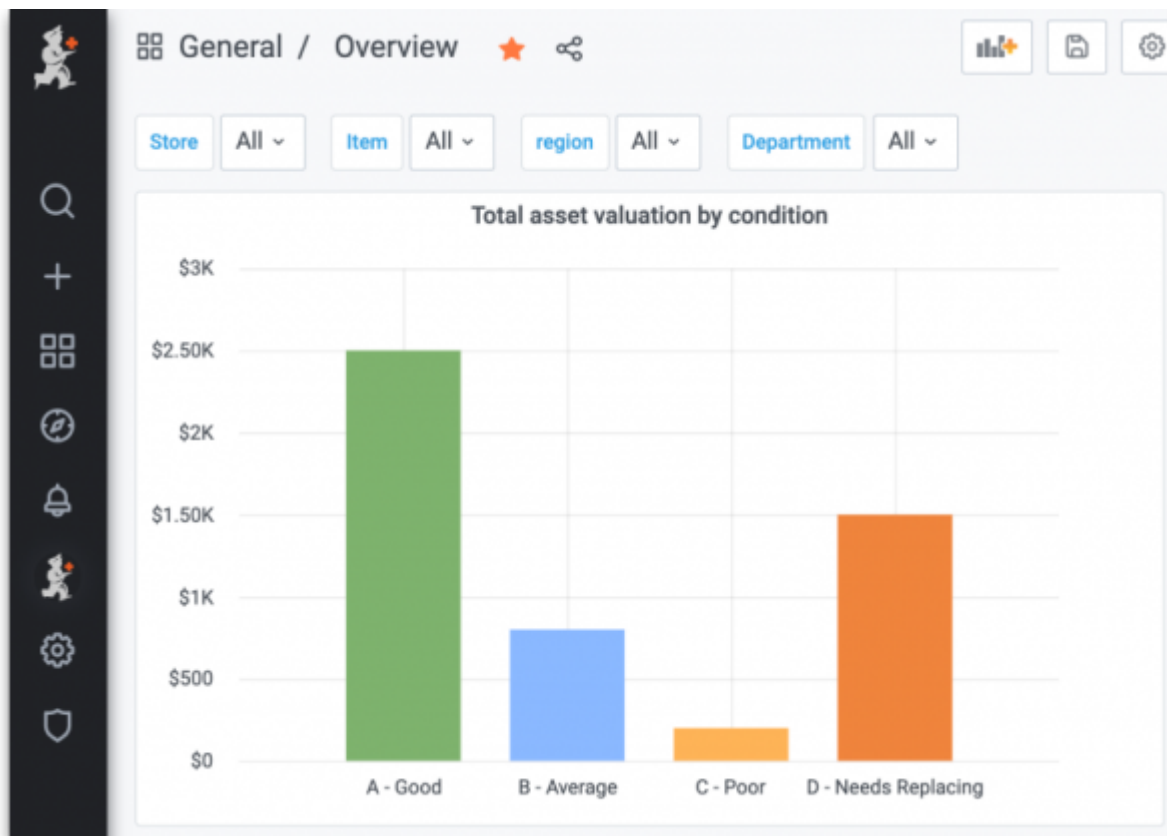 General / Overview
Store All Item All region All Department All
Total asset valuation by condition
$3K
$2.50K
$2K
$1.50K
$1K
$500
$0
A - Good B - Average C - Poor D - Needs Replacing